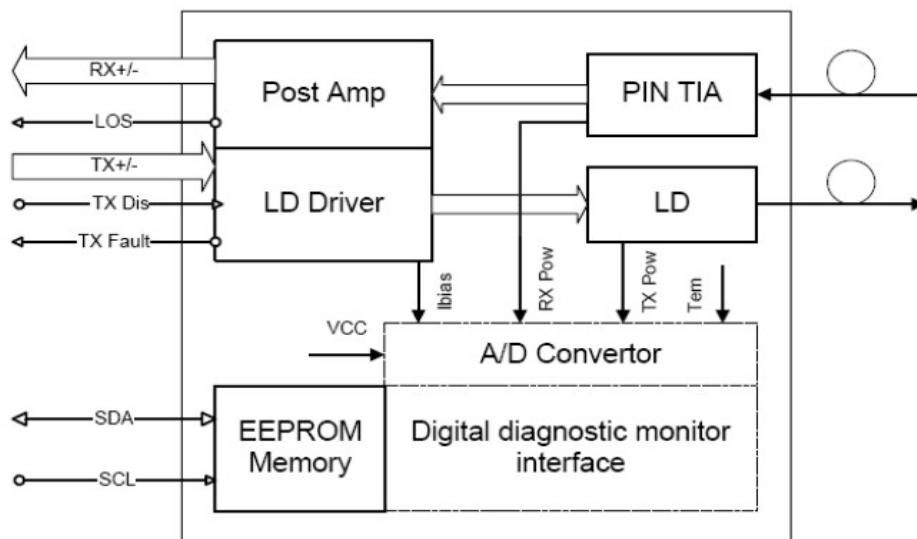 RX+/-
Post Amp
PIN TIA
LOS
TX+/-
TX Dis
LD Driver
LD
TX Fault
Ibias
RX Pow
TX Pow
Tem
VCC
A/D Convertor
SDA
EEPROM
Memory
Digital diagnostic monitor
interface
SCL